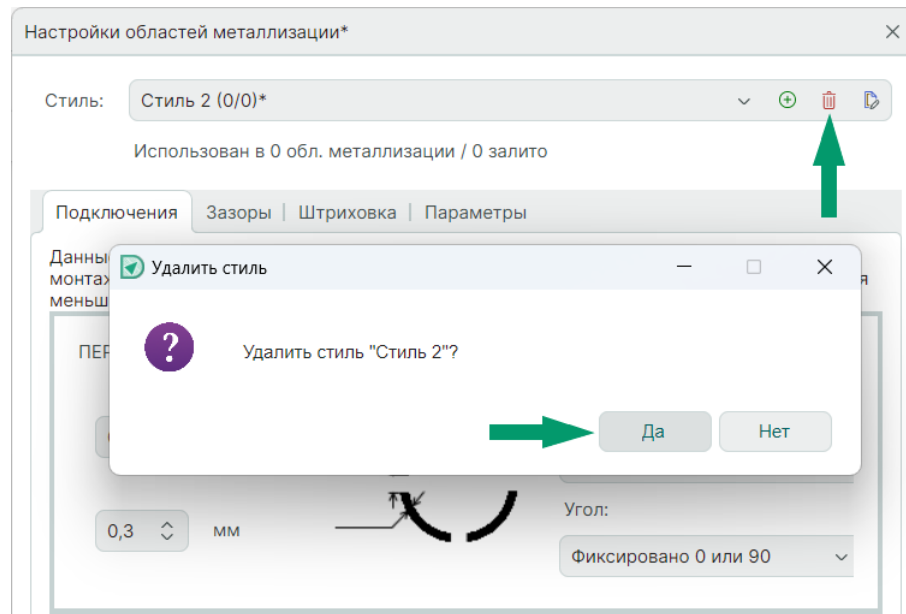 Настройки областей металлизации*
Стиль: Стиль 2 (0/0)*
Использован в 0 обл. металлизации / 0 залито
Подключения Зазоры | Штриховка | Параметры
Удалить стиль
Удалить стиль "Стиль 2"?
Да Нет
Угол:
0,3 мм
Фиксировано 0 или 90